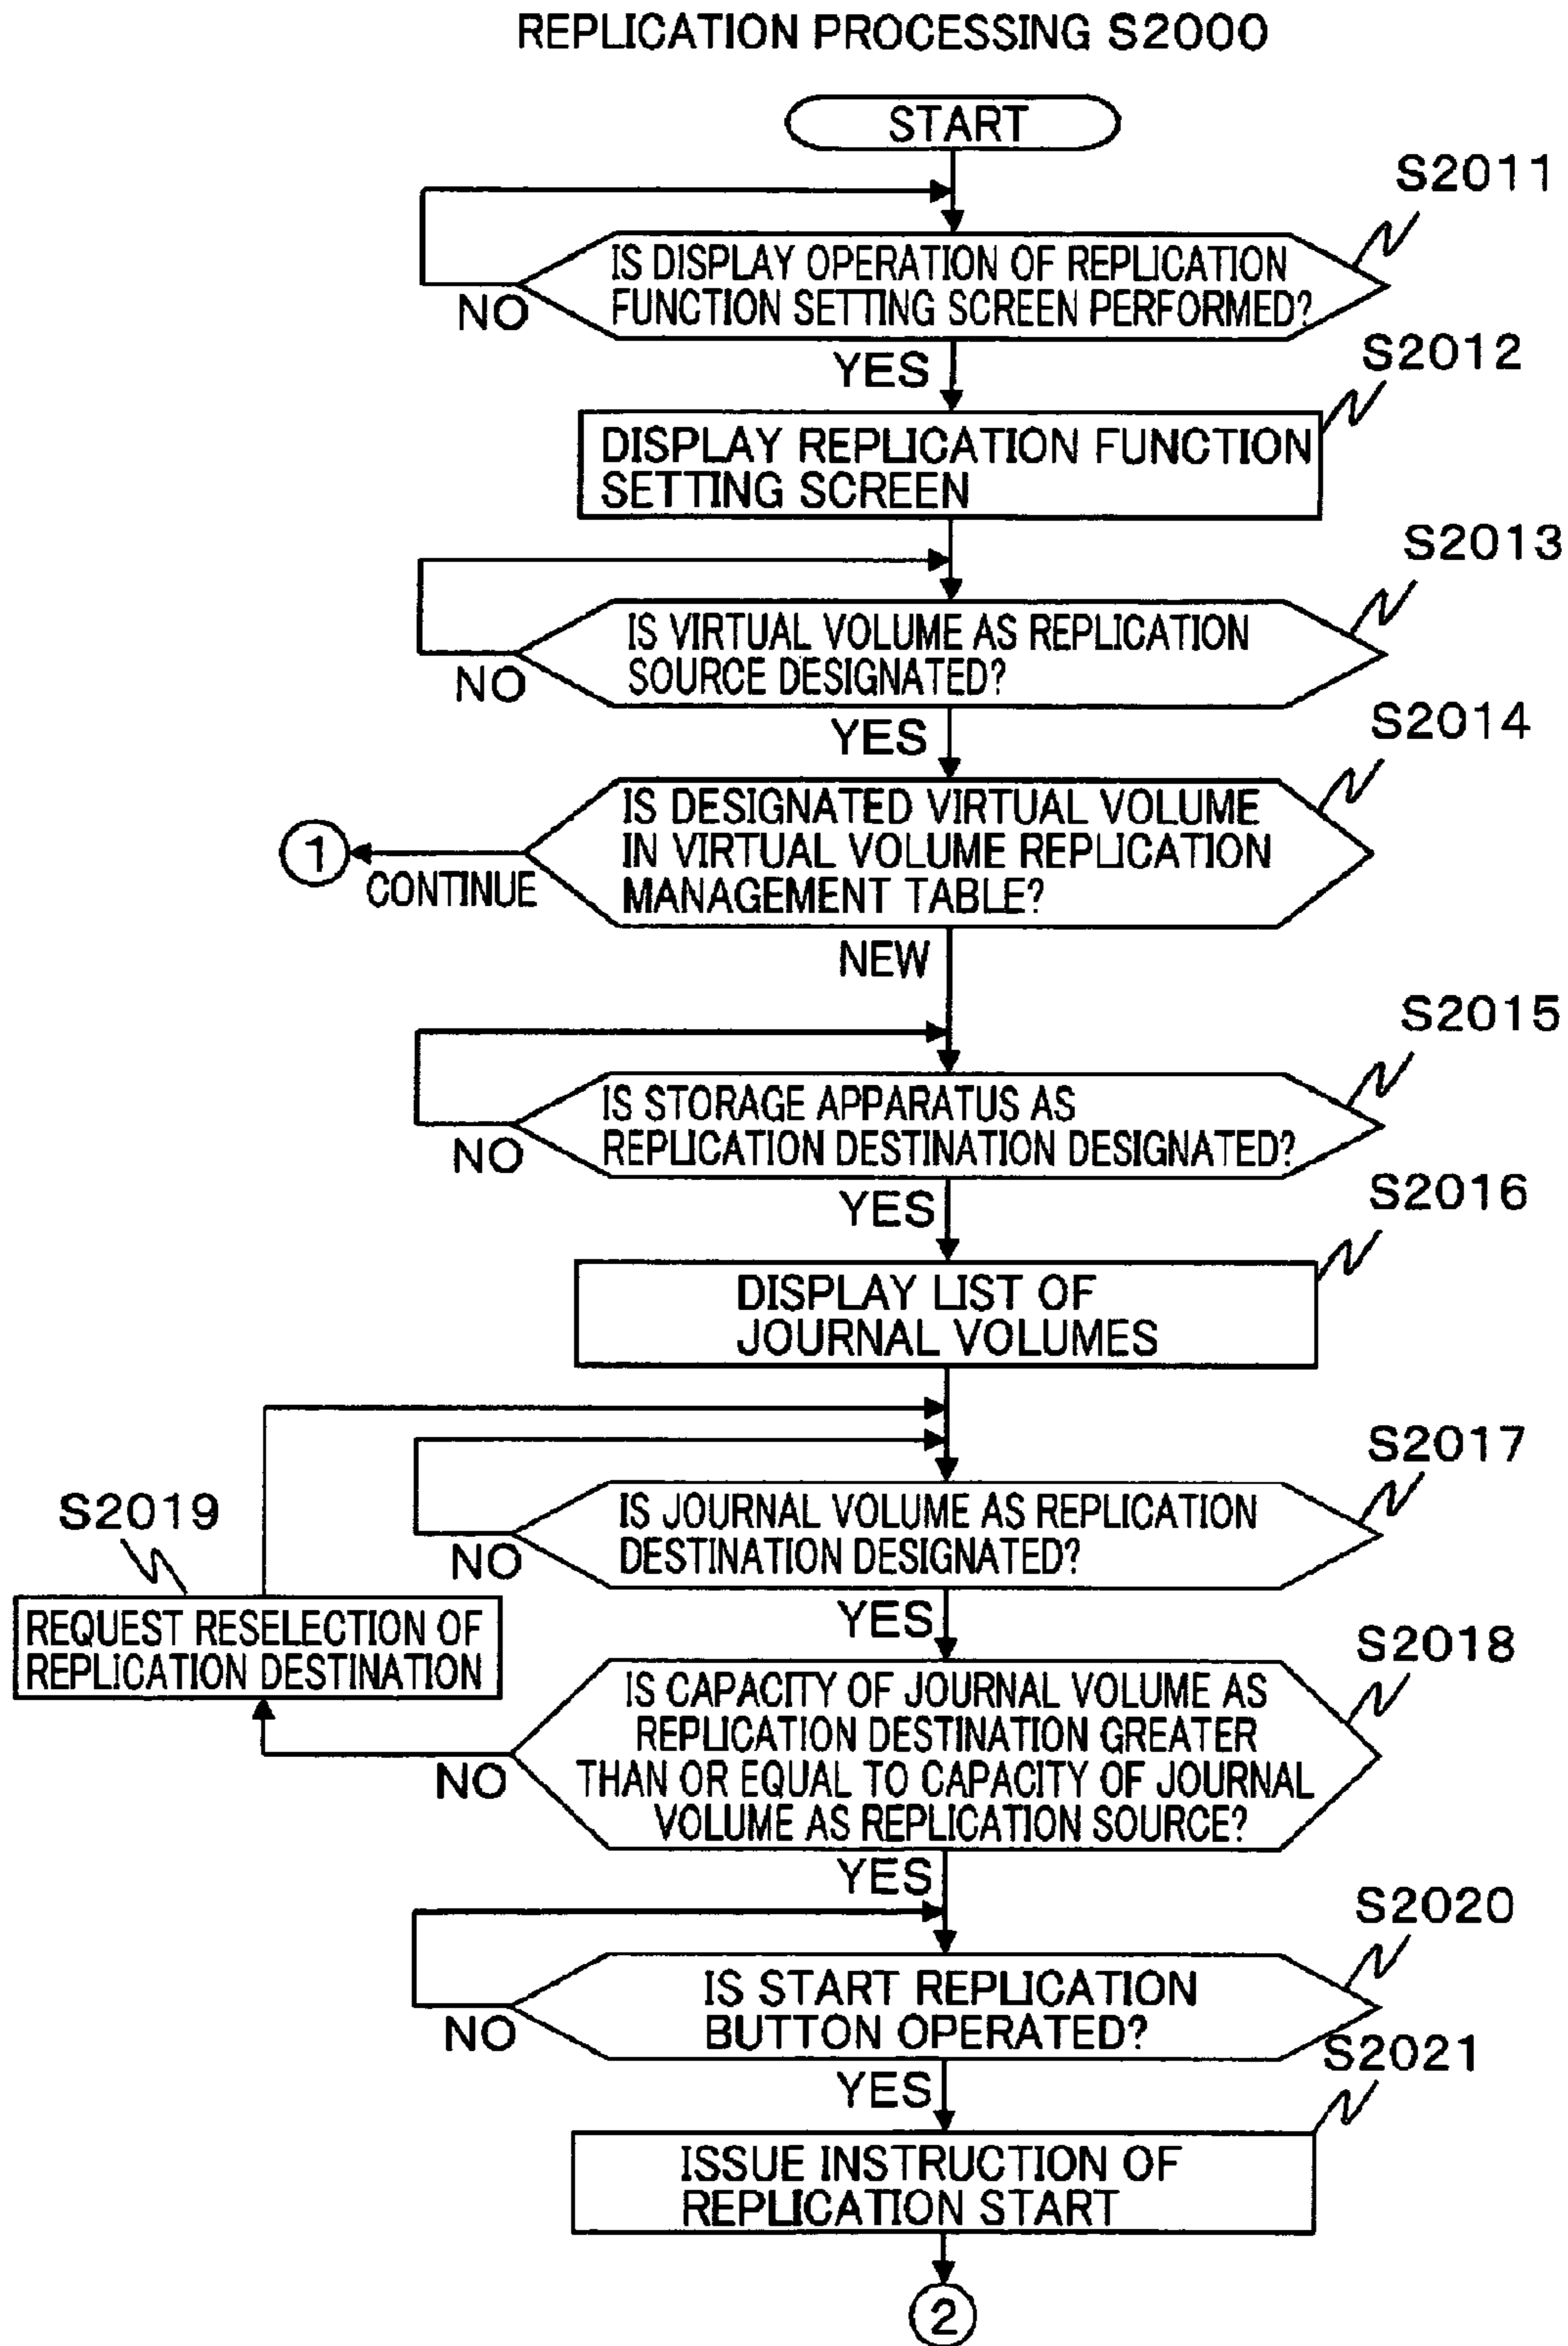 REPLICATION PROCESSING S2000
START
S2011
IS DISPLAY OPERATION OF REPLICATION
FUNCTION SETTING SCREEN PERFORMED?
NO
YES
S2012
DISPLAY REPLICATION FUNCTION
SETTING SCREEN
S2013
IS VIRTUAL VOLUME AS REPLICATION
SOURCE DESIGNATED?
NO
YES
S2014
IS DESIGNATED VIRTUAL VOLUME
IN VIRTUAL VOLUME REPLICATION
MANAGEMENT TABLE?
1
CONTINUE
NEW
S2015
IS STORAGE APPARATUS AS
REPLICATION DESTINATION DESIGNATED?
NO
YES
S2016
DISPLAY LIST OF
JOURNAL VOLUMES
S2017
IS JOURNAL VOLUME AS REPLICATION
DESTINATION DESIGNATED?
NO
YES
S2019
REQUEST RESELECTION OF
REPLICATION DESTINATION
S2018
IS CAPACITY OF JOURNAL VOLUME AS
REPLICATION DESTINATION GREATER
THAN OR EQUAL TO CAPACITY OF JOURNAL
VOLUME AS REPLICATION SOURCE?
NO
YES
S2020
IS START REPLICATION
BUTTON OPERATED?
NO
YES
S2021
ISSUE INSTRUCTION OF
REPLICATION START
2